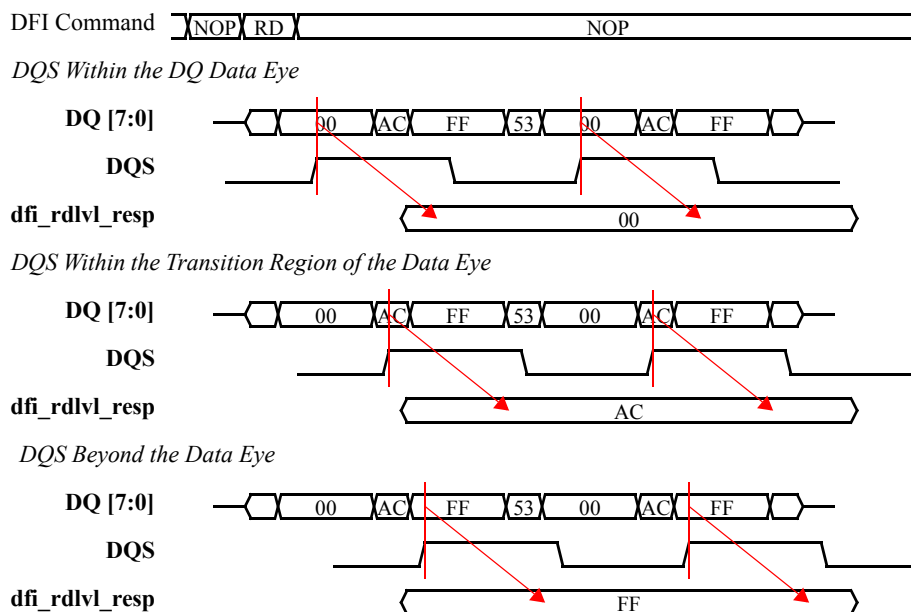 DFI Command NOP RD NOP
DQS Within the DQ Data Eye
DQ [7:0] 00 AC FF 53 00 AC FF
DQS
dfi_rdlvl_resp 00
DQS Within the Transition Region of the Data Eye
DQ [7:0] 00 AC FF 53 00 AC FF
DQS
dfi_rdlvl_resp AC
DQS Beyond the Data Eye
DQ [7:0] 00 AC FF 53 00 AC FF
DQS
dfi_rdlvl_resp FF